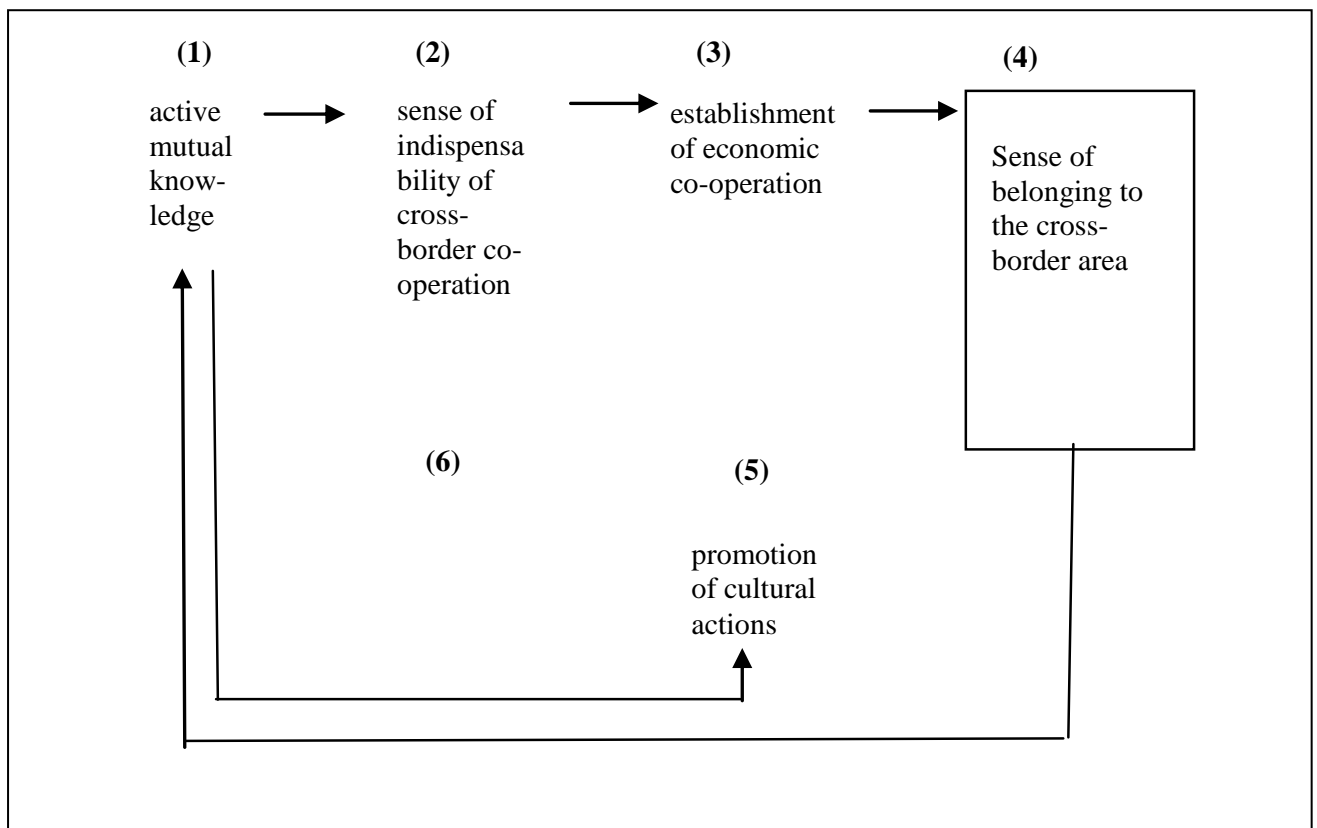 (1)
active
mutual
know-
ledge
(2)
sense of
indispensa
bility of
cross-
border co-
operation
(3)
establishment
of economic
co-operation
(4)
Sense of
belonging to
the cross-
border area
(6)
(5)
promotion
of cultural
actions